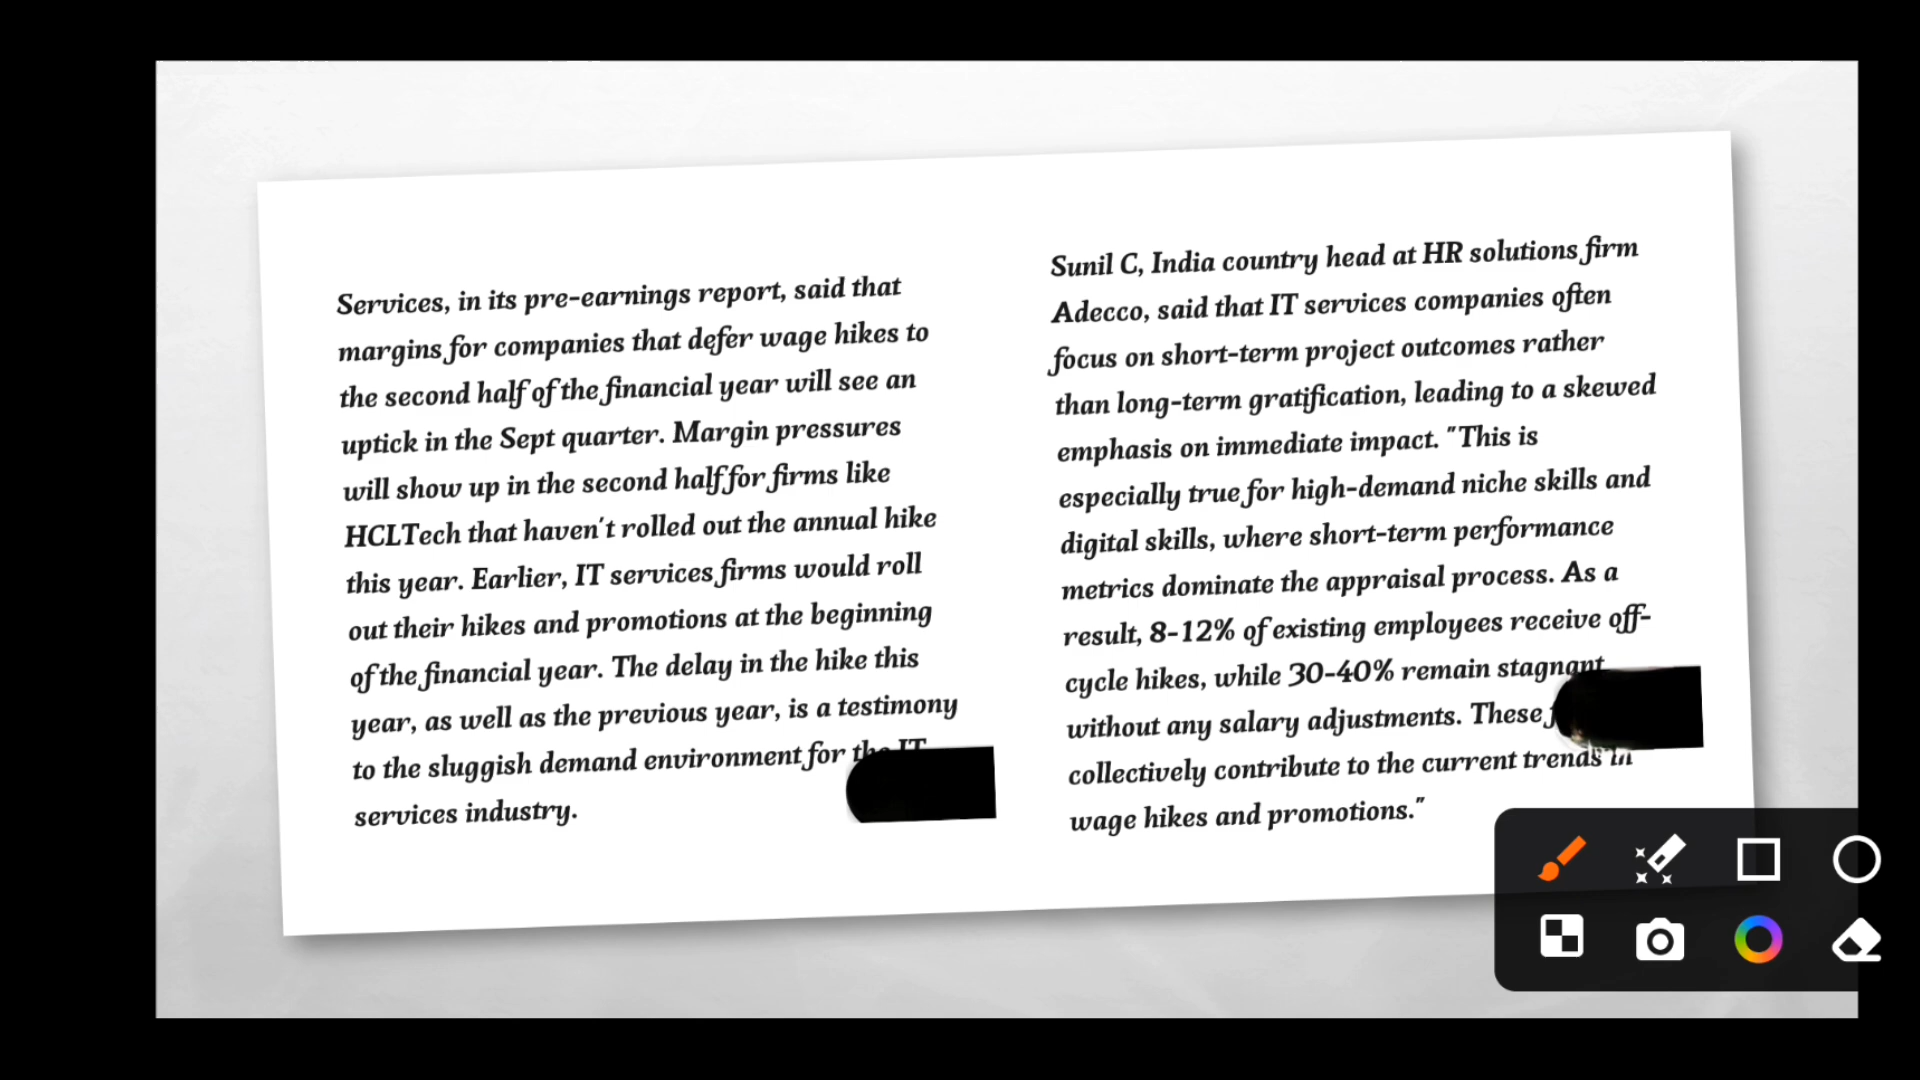 Services, in its pre-earnings report, said that
margins for companies that defer wage hikes to
the second half of the financial year will see an
uptick in the Sept quarter. Margin pressures
will show up in the second half for firms like
HCLTech that haven't rolled out the annual hike
this year. Earlier, IT services firms would roll
out their hikes and promotions at the beginning
of the financial year. The delay in the hike this
year, as well as the previous year, is a testimony
to the sluggish demand environment for the IT
services industry.
Sunil C, India country head at HR solutions firm
Adecco, said that IT services companies often
focus on short-term project outcomes rather
than long-term gratification, leading to a skewed
emphasis on immediate impact. "This is
especially true for high-demand niche skills and
digital skills, where short-term performance
metrics dominate the appraisal process. As a
result, 8-12% of existing employees receive off-
cycle hikes, while 30-40% remain stagnant
without any salary adjustments. These
collectively contribute to the current trends in
wage hikes and promotions."